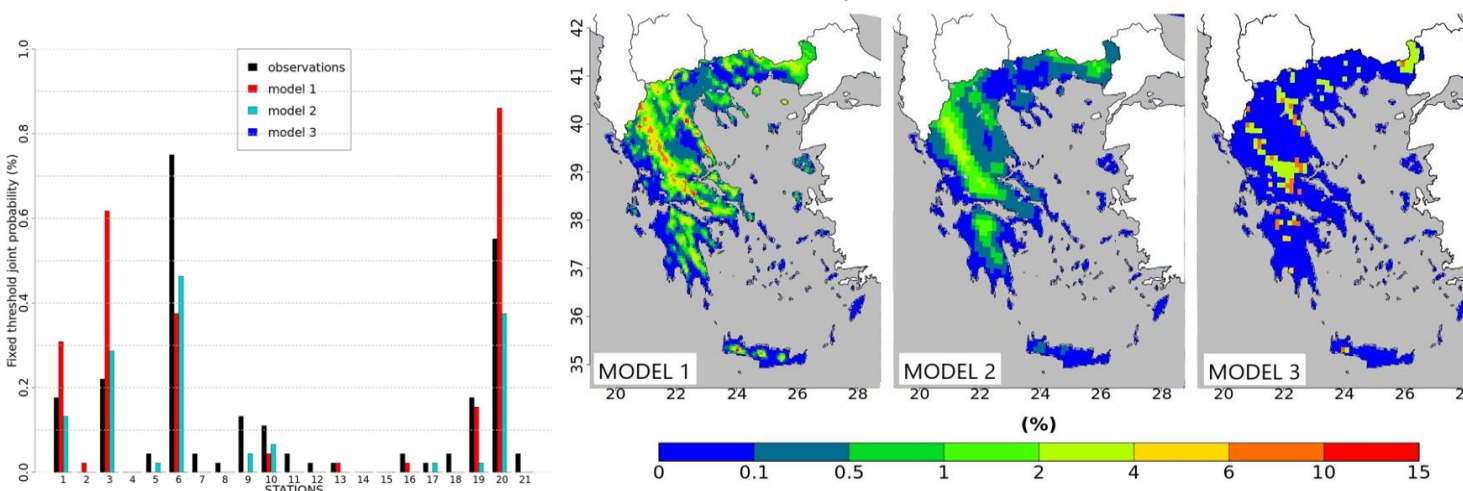 Fixed threshold joint probability (%)
1.0
0.8
0.6
0.4
0.2
0.0
observations
model 1
model 2
model 3
1 2 3 4 5 6 7 8 9 10 11 12 13 14 15 16 17 18 19 20 21
STATIONS
42
41
40
39
38
37
36
35
MODEL 1
MODEL 2
MODEL 3
20 22 24 26 28
20 22 24 26 28
20 22 24 26
(%)
0 0.1 0.5 1 2 4 6 10 15